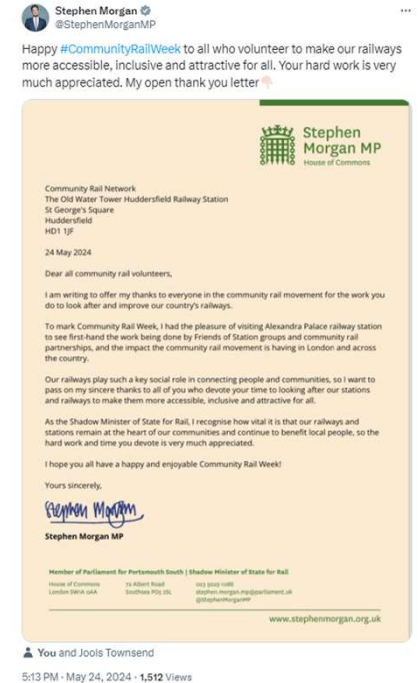 Stephen Morgan
@StephenMorganMP
Happy #CommunityRailWeek to all who volunteer to make our railways
more accessible, inclusive and attractive for all. Your hard work is very
much appreciated. My open thank you letter
Stephen
Morgan MP
House of Commons
Community Rail Network
The Old Water Tower Huddersfield Railway Station
St George's Square
Huddersfield
HD1 1JF
24 May 2024
Dear all community rail volunteers,
I am writing to offer my thanks to everyone in the community rail movement for the work you
do to look after and improve our country's railways.
To mark Community Rail Week, I had the pleasure of visiting Alexandra Palace railway station
to see first-hand the work being done by Friends of Station groups and community rail
partnerships, and the impact the community rail movement is having in London and across
the country.
Our railways play such a key social role in connecting people and communities, so I want to
pass on my sincere thanks to all of you who devote your time to looking after our stations
and railways to make them more accessible, inclusive and attractive for all.
As the Shadow Minister of State for Rail, I recognise how vital it is that our railways and
stations remain at the heart of our communities and continue to benefit local people, so the
hard work and time you devote is very much appreciated.
I hope you all have a happy and enjoyable Community Rail Week!
Yours sincerely,
Stephen Morgan
Stephen Morgan MP
Member of Parliament for Portsmouth South | Shadow Minister of State for Rail
House of Commons
London SW1A 0AA
72 Albert Road
Southsea PO5 2SL
stephen.morgan.mp@parliament.uk
@StephenMorganMP
www.stephenmorgan.org.uk
You and Jools Townsend
5:13 PM · May 24, 2024 · 1,512 Views